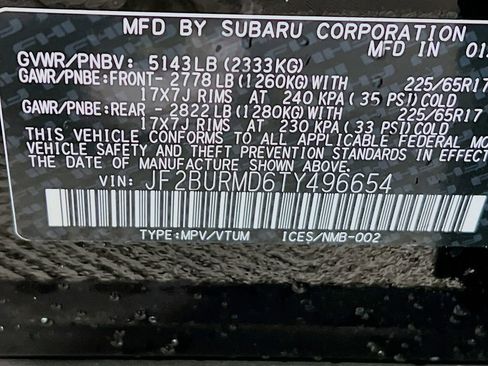 MFD BY SUBARU CORPORATION
MFD IN
GVWR/PNBV: 5143LB (2333KG)
GAWR/PNBE:FRONT- 2778LB (1260KG) WITH 225/65R17
17X7J RIMS AT 240 KPA (35 PSI) COLD
GAWR/PNBE:REAR - 2822LB (1280KG) WITH 225/65R17
17X7J RIMS AT 230 KPA (33 PSI) COLD
THIS VEHICLE CONFORMS TO ALL APPLICABLE FEDERAL
VEHICLE SAFETY AND THEFT PREVENTION STANDARDS IN EFFECT
DATE OF MANUFACTURE SHOWN ABOVE.
VIN: JF2BURMD6TY496654
TYPE:MPV/VTUM ICES/NMB-002